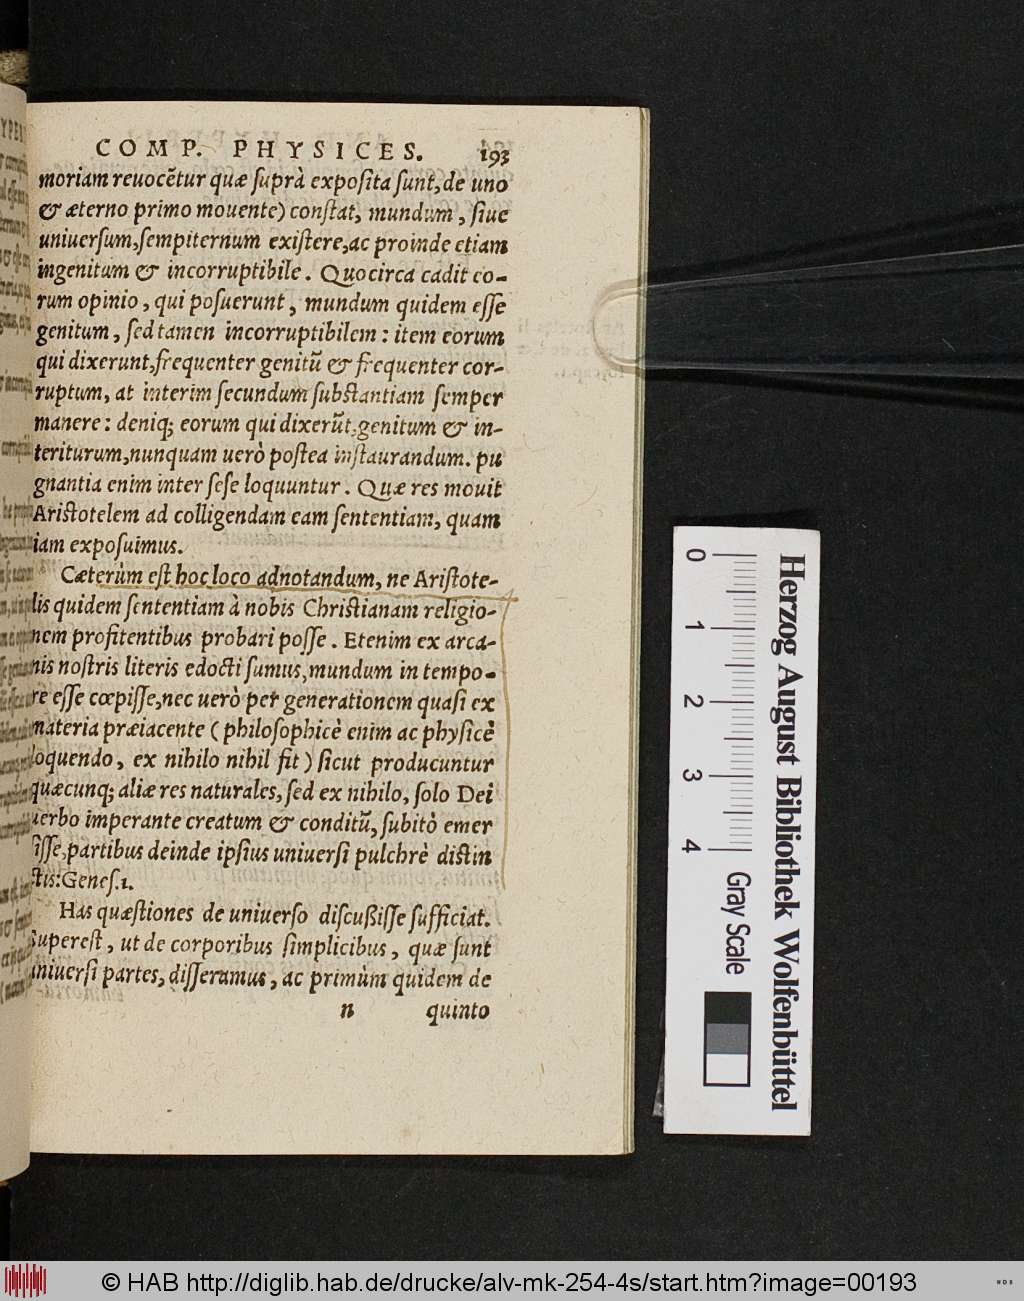 COMP. PHYSICES. 193
moriam reuocẽtur quæ suprà exposita sunt, de uno
& æterno primo mouente) constat, mundum, siue
uniuersum, sempiternum existere, ac proinde etiam
ingenitum & incorruptibile. Quocirca cadit eo-
rum opinio, qui posuerunt, mundum quidem esse
genitum, sed tamen incorruptibilem: item eorum
qui dixerunt, frequenter genitũ & frequenter cor-
ruptum, at interim secundum substantiam semper
manere: deniq; eorum qui dixerũt, genitum & in-
teriturum, nunquam uerò postea instaurandum. pu
gnantia enim inter sese loquuntur. Quæ res mouit
Aristotelem ad colligendam eam sententiam, quam
iam exposuimus.
Cæterùm est hoc loco adnotandum, ne Aristote-
lis quidem sententiam à nobis Christianam religio-
nem profitentibus probari posse. Etenim ex arca-
nis nostris literis edocti sumus, mundum in tempo-
re esse cœpisse, nec uerò per generationem quasi ex
materia præiacente (philosophicè enim ac physicè
loquendo, ex nihilo nihil fit) sicut producuntur
quæcunq; aliæ res naturales, sed ex nihilo, solo Dei
uerbo imperante creatum & conditũ, subitò emer
sisse, partibus deinde ipsius uniuersi pulchrè distin
ctis: Genes. 1.
Has quæstiones de uniuerso discußisse sufficiat.
Superest, ut de corporibus simplicibus, quæ sunt
uniuersi partes, disseramus, ac primùm quidem de
n quinto
0 1 2 3 4 Gray Scale
Herzog August Bibliothek Wolfenbüttel
© HAB http://diglib.hab.de/drucke/alv-mk-254-4s/start.htm?image=00193